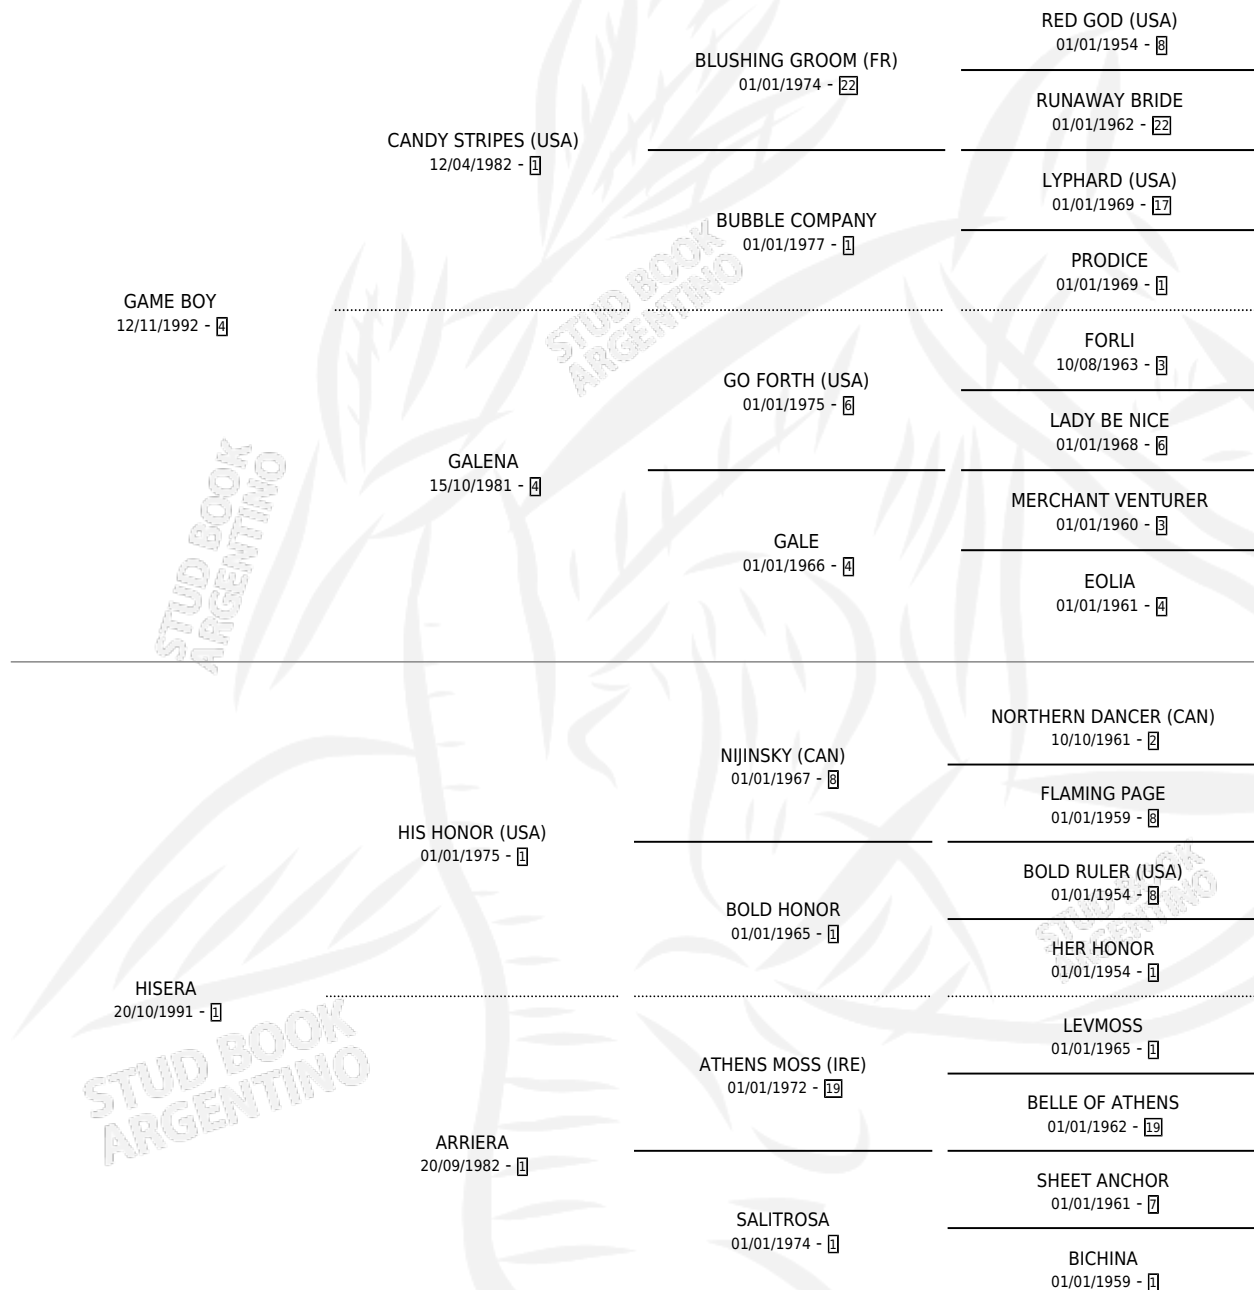 RED GOD (USA)
01/01/1954 - 8
BLUSHING GROOM (FR)
01/01/1974 - 22
RUNAWAY BRIDE
01/01/1962 - 22
CANDY STRIPES (USA)
12/04/1982 - 1
LYPHARD (USA)
01/01/1969 - 17
BUBBLE COMPANY
01/01/1977 - 1
PRODICE
01/01/1969 - 1
GAME BOY
12/11/1992 - 4
FORLI
10/08/1963 - 3
GO FORTH (USA)
01/01/1975 - 6
LADY BE NICE
01/01/1968 - 6
GALENA
15/10/1981 - 4
MERCHANT VENTURER
01/01/1960 - 3
GALE
01/01/1966 - 4
EOLIA
01/01/1961 - 4
STUD BOOK
ARGENTINO
STUD BOOK
ARGENTINO
NORTHERN DANCER (CAN)
10/10/1961 - 2
NIJINSKY (CAN)
01/01/1967 - 8
FLAMING PAGE
01/01/1959 - 8
HIS HONOR (USA)
01/01/1975 - 1
BOLD RULER (USA)
01/01/1954 - 8
BOLD HONOR
01/01/1965 - 1
HER HONOR
01/01/1954 - 1
STUD BOOK
ARGENTINO
HISERA
20/10/1991 - 1
LEVMOSS
01/01/1965 - 1
ATHENS MOSS (IRE)
01/01/1972 - 19
BELLE OF ATHENS
01/01/1962 - 19
ARRIERA
20/09/1982 - 1
SHEET ANCHOR
01/01/1961 - 7
SALITROSA
01/01/1974 - 1
BICHINA
01/01/1959 - 1
STUD BOOK
ARGENTINO